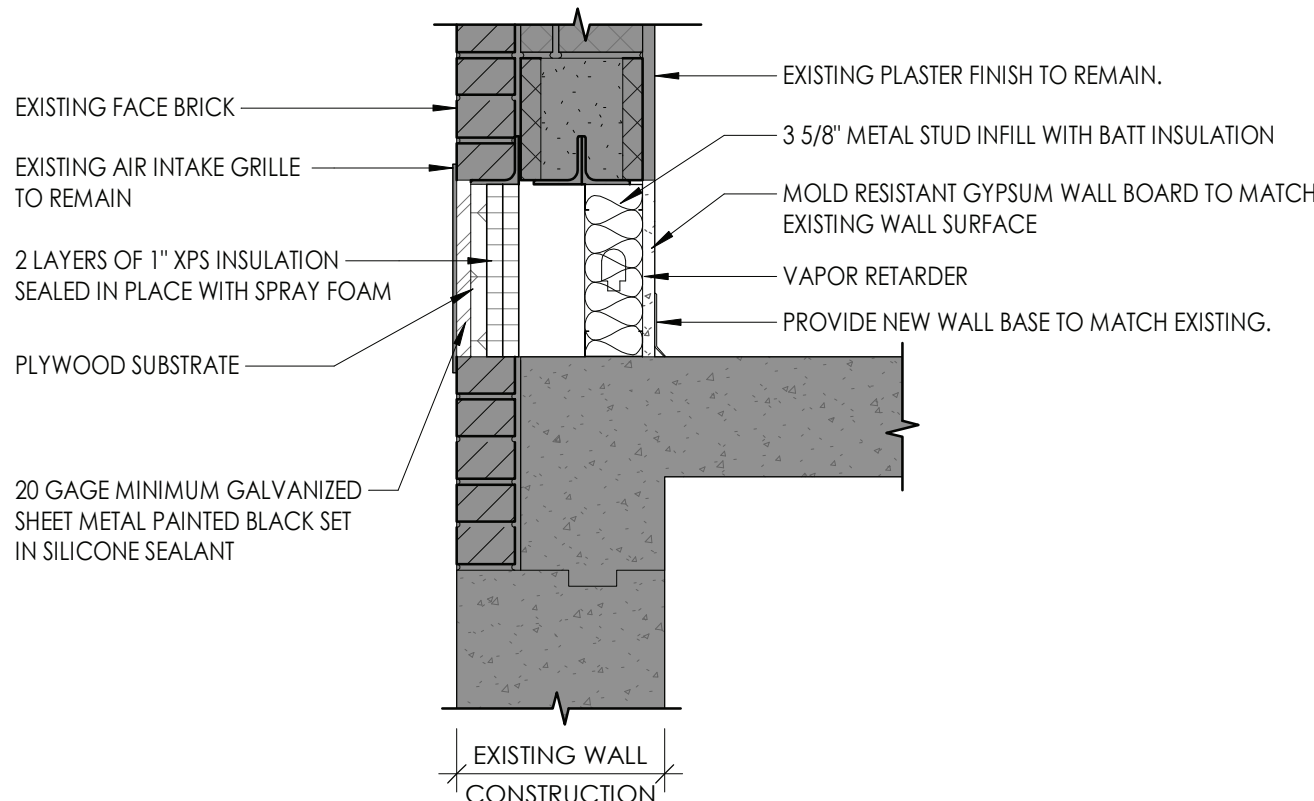 EXISTING FACE BRICK
EXISTING AIR INTAKE GRILLE
TO REMAIN
2 LAYERS OF 1" XPS INSULATION
SEALED IN PLACE WITH SPRAY FOAM
PLYWOOD SUBSTRATE
20 GAGE MINIMUM GALVANIZED
SHEET METAL PAINTED BLACK SET
IN SILICONE SEALANT
EXISTING PLASTER FINISH TO REMAIN.
3 5/8" METAL STUD INFILL WITH BATT INSULATION
MOLD RESISTANT GYPSUM WALL BOARD TO MATCH
EXISTING WALL SURFACE
VAPOR RETARDER
PROVIDE NEW WALL BASE TO MATCH EXISTING.
EXISTING WALL
CONSTRUCTION